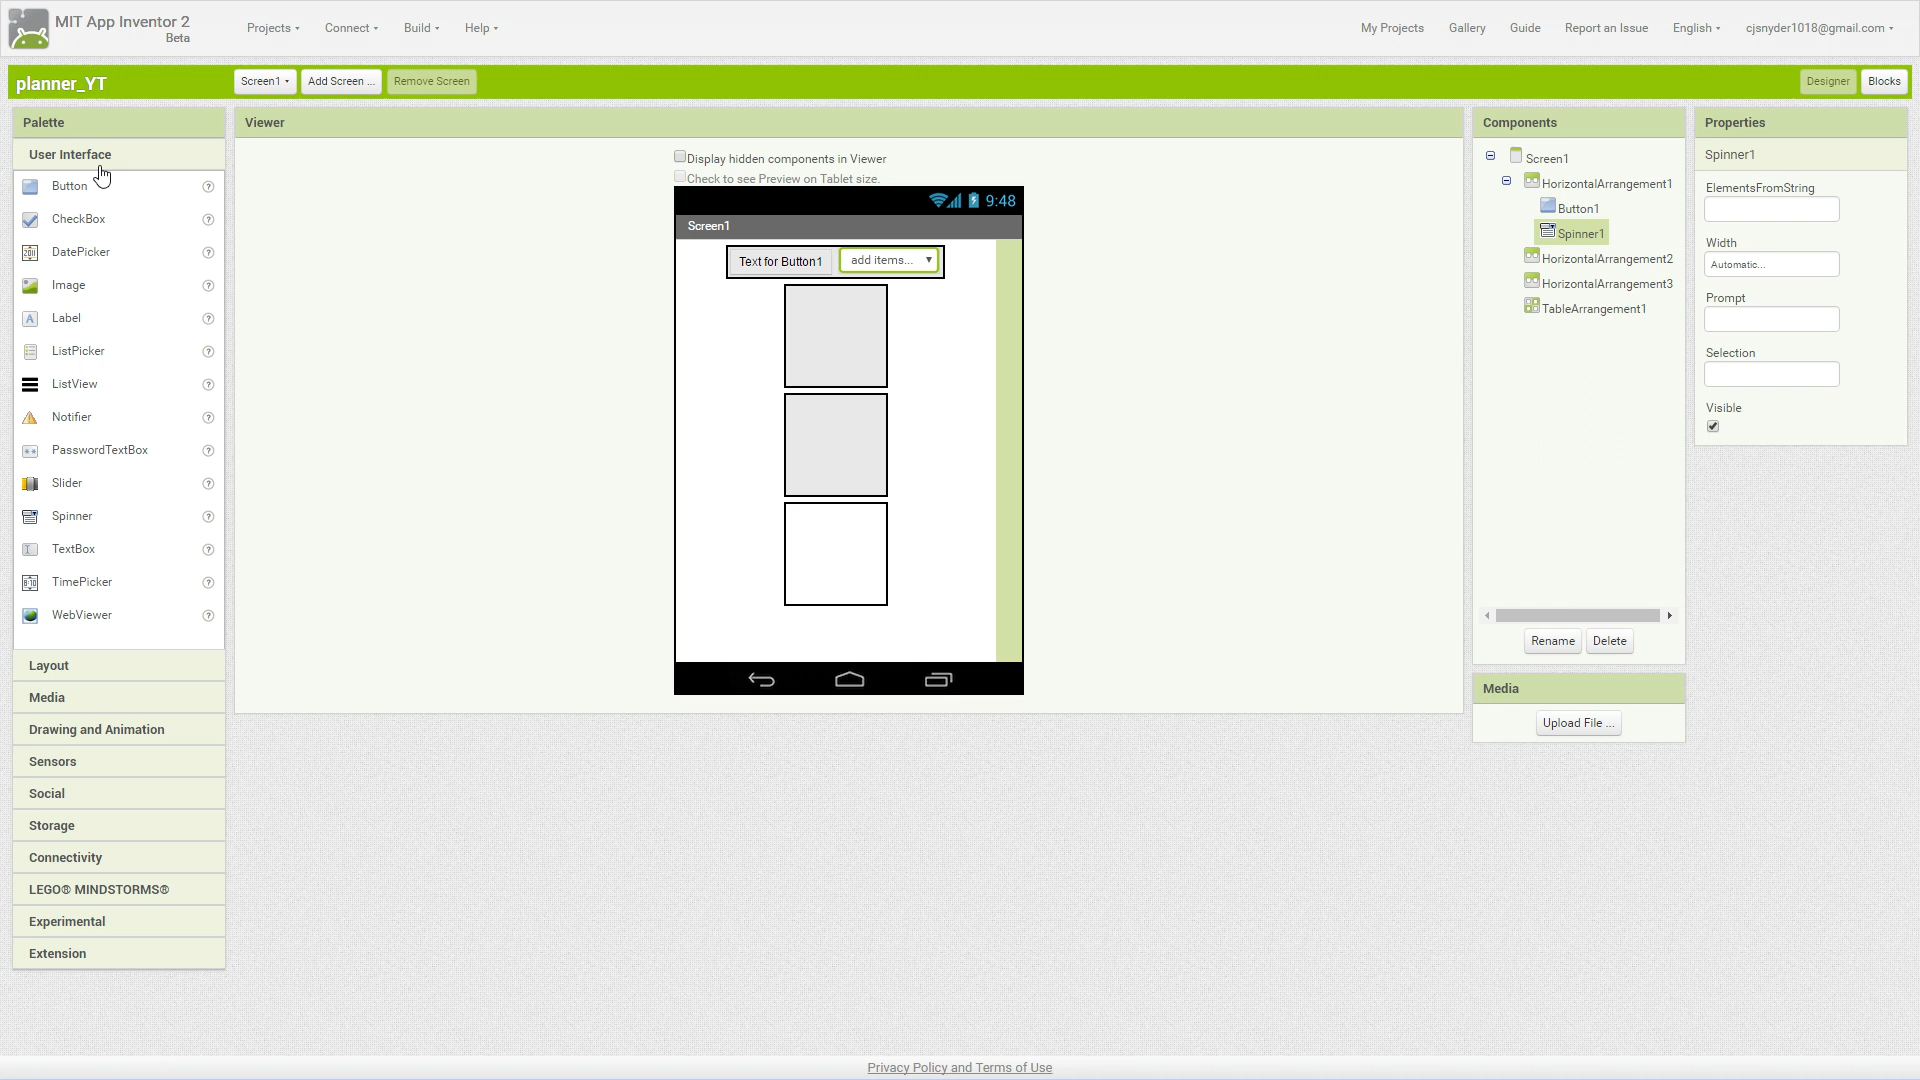 MIT App Inventor 2
Beta
Projects Connect Build Help
My Projects Gallery Guide Report an Issue English cjsnyder1018@gmail.com
planner_YT
Screen1 Add Screen ... Remove Screen
Designer Blocks
Palette
User Interface
Button
CheckBox
DatePicker
Image
Label
ListPicker
ListView
Notifier
PasswordTextBox
Slider
Spinner
TextBox
TimePicker
WebViewer
Layout
Media
Drawing and Animation
Sensors
Social
Storage
Connectivity
LEGO® MINDSTORMS®
Experimental
Extension
Viewer
Display hidden components in Viewer
Check to see Preview on Tablet size.
9:48
Screen1
Text for Button1 add items...
Components
Screen1
HorizontalArrangement1
Button1
Spinner1
HorizontalArrangement2
HorizontalArrangement3
TableArrangement1
Rename Delete
Media
Upload File ...
Properties
Spinner1
ElementsFromString
Width
Automatic...
Prompt
Selection
Visible
Privacy Policy and Terms of Use